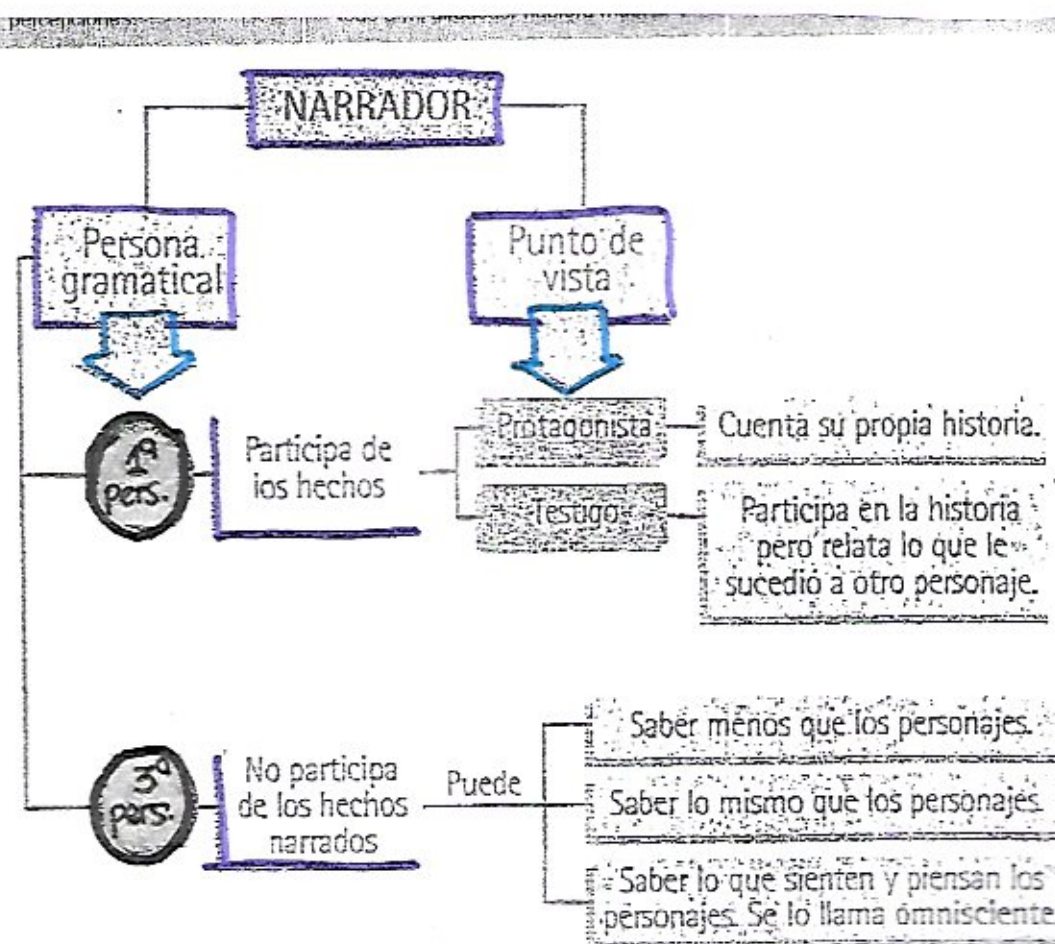 percepciones.
NARRADOR
Persona
gramatical
Punto de
vista
1ª
pers.
Participa de
los hechos
Protagonista
Cuenta su propia historia.
Testigo
Participa en la historia
pero relata lo que le
sucedió a otro personaje.
3ª
pers.
No participa
de los hechos
narrados
Puede
Saber menos que los personajes.
Saber lo mismo que los personajes.
Saber lo que sienten y piensan los
personajes. Se lo llama omnisciente